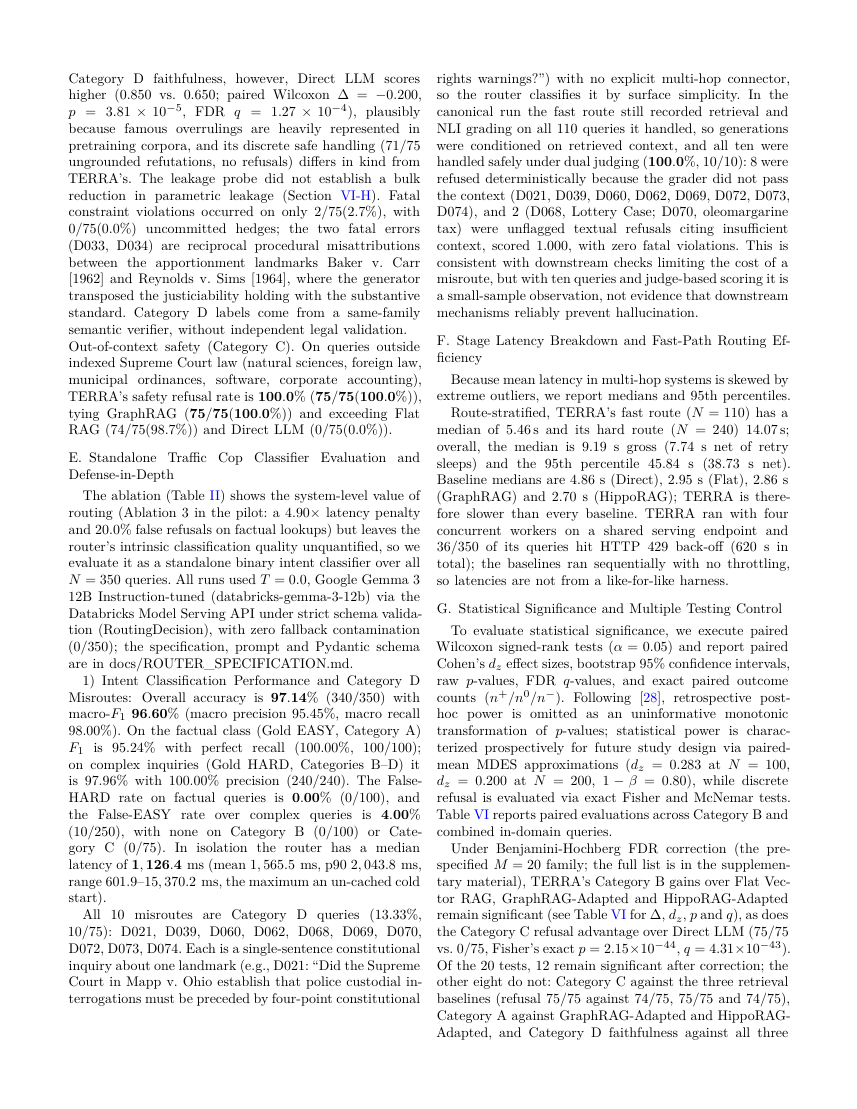 Category D faithfulness, however, Direct LLM scores
higher (0.850 vs. 0.650; paired Wilcoxon Δ = −0.200,
p = 3.81 × 10−5, FDR q = 1.27 × 10−4), plausibly
because famous overrulings are heavily represented in
pretraining corpora, and its discrete safe handling (71/75
ungrounded refutations, no refusals) differs in kind from
TERRA's. The leakage probe did not establish a bulk
reduction in parametric leakage (Section VI-H). Fatal
constraint violations occurred on only 2/75(2.7%), with
0/75(0.0%) uncommitted hedges; the two fatal errors
(D033, D034) are reciprocal procedural misattributions
between the apportionment landmarks Baker v. Carr
[1962] and Reynolds v. Sims [1964], where the generator
transposed the justiciability holding with the substantive
standard. Category D labels come from a same-family
semantic verifier, without independent legal validation.
Out-of-context safety (Category C). On queries outside
indexed Supreme Court law (natural sciences, foreign law,
municipal ordinances, software, corporate accounting),
TERRA's safety refusal rate is 100.0% (75/75(100.0%)),
tying GraphRAG (75/75(100.0%)) and exceeding Flat
RAG (74/75(98.7%)) and Direct LLM (0/75(0.0%)).
E. Standalone Traffic Cop Classifier Evaluation and
Defense-in-Depth
The ablation (Table II) shows the system-level value of
routing (Ablation 3 in the pilot: a 4.90× latency penalty
and 20.0% false refusals on factual lookups) but leaves the
router's intrinsic classification quality unquantified, so we
evaluate it as a standalone binary intent classifier over all
N = 350 queries. All runs used T = 0.0, Google Gemma 3
12B Instruction-tuned (databricks-gemma-3-12b) via the
Databricks Model Serving API under strict schema valida-
tion (RoutingDecision), with zero fallback contamination
(0/350); the specification, prompt and Pydantic schema
are in docs/ROUTER_SPECIFICATION.md.
1) Intent Classification Performance and Category D
Misroutes: Overall accuracy is 97.14% (340/350) with
macro-F1 96.60% (macro precision 95.45%, macro recall
98.00%). On the factual class (Gold EASY, Category A)
F1 is 95.24% with perfect recall (100.00%, 100/100);
on complex inquiries (Gold HARD, Categories B–D) it
is 97.96% with 100.00% precision (240/240). The False-
HARD rate on factual queries is 0.00% (0/100), and
the False-EASY rate over complex queries is 4.00%
(10/250), with none on Category B (0/100) or Cate-
gory C (0/75). In isolation the router has a median
latency of 1,126.4 ms (mean 1,565.5 ms, p90 2,043.8 ms,
range 601.9–15,370.2 ms, the maximum an un-cached cold
start).
All 10 misroutes are Category D queries (13.33%,
10/75): D021, D039, D060, D062, D068, D069, D070,
D072, D073, D074. Each is a single-sentence constitutional
inquiry about one landmark (e.g., D021: “Did the Supreme
Court in Mapp v. Ohio establish that police custodial in-
terrogations must be preceded by four-point constitutional
rights warnings?”) with no explicit multi-hop connector,
so the router classifies it by surface simplicity. In the
canonical run the fast route still recorded retrieval and
NLI grading on all 110 queries it handled, so generations
were conditioned on retrieved context, and all ten were
handled safely under dual judging (100.0%, 10/10): 8 were
refused deterministically because the grader did not pass
the context (D021, D039, D060, D062, D069, D072, D073,
D074), and 2 (D068, Lottery Case; D070, oleomargarine
tax) were unflagged textual refusals citing insufficient
context, scored 1.000, with zero fatal violations. This is
consistent with downstream checks limiting the cost of a
misroute, but with ten queries and judge-based scoring it is
a small-sample observation, not evidence that downstream
mechanisms reliably prevent hallucination.
F. Stage Latency Breakdown and Fast-Path Routing Ef-
ficiency
Because mean latency in multi-hop systems is skewed by
extreme outliers, we report medians and 95th percentiles.
Route-stratified, TERRA's fast route (N = 110) has a
median of 5.46 s and its hard route (N = 240) 14.07 s;
overall, the median is 9.19 s gross (7.74 s net of retry
sleeps) and the 95th percentile 45.84 s (38.73 s net).
Baseline medians are 4.86 s (Direct), 2.95 s (Flat), 2.86 s
(GraphRAG) and 2.70 s (HippoRAG); TERRA is there-
fore slower than every baseline. TERRA ran with four
concurrent workers on a shared serving endpoint and
36/350 of its queries hit HTTP 429 back-off (620 s in
total); the baselines ran sequentially with no throttling,
so latencies are not from a like-for-like harness.
G. Statistical Significance and Multiple Testing Control
To evaluate statistical significance, we execute paired
Wilcoxon signed-rank tests (α = 0.05) and report paired
Cohen's dz effect sizes, bootstrap 95% confidence intervals,
raw p-values, FDR q-values, and exact paired outcome
counts (n+/n0/n−). Following [28], retrospective post-
hoc power is omitted as an uninformative monotonic
transformation of p-values; statistical power is charac-
terized prospectively for future study design via paired-
mean MDES approximations (dz = 0.283 at N = 100,
dz = 0.200 at N = 200, 1 − β = 0.80), while discrete
refusal is evaluated via exact Fisher and McNemar tests.
Table VI reports paired evaluations across Category B and
combined in-domain queries.
Under Benjamini-Hochberg FDR correction (the pre-
specified M = 20 family; the full list is in the supplemen-
tary material), TERRA's Category B gains over Flat Vec-
tor RAG, GraphRAG-Adapted and HippoRAG-Adapted
remain significant (see Table VI for Δ, dz, p and q), as does
the Category C refusal advantage over Direct LLM (75/75
vs. 0/75, Fisher's exact p = 2.15×10−44, q = 4.31×10−43).
Of the 20 tests, 12 remain significant after correction; the
other eight do not: Category C against the three retrieval
baselines (refusal 75/75 against 74/75, 75/75 and 74/75),
Category A against GraphRAG-Adapted and HippoRAG-
Adapted, and Category D faithfulness against all three